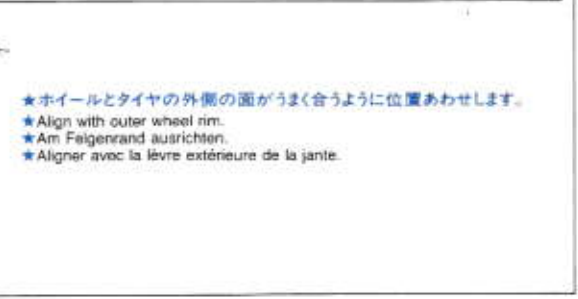 ★ホイールとタイヤの外側の面がうまく合うように位置あわせします。
★Align with outer wheel rim.
★Am Felgenrand ausrichten.
★Aligner avec la lèvre extérieure de la jante.